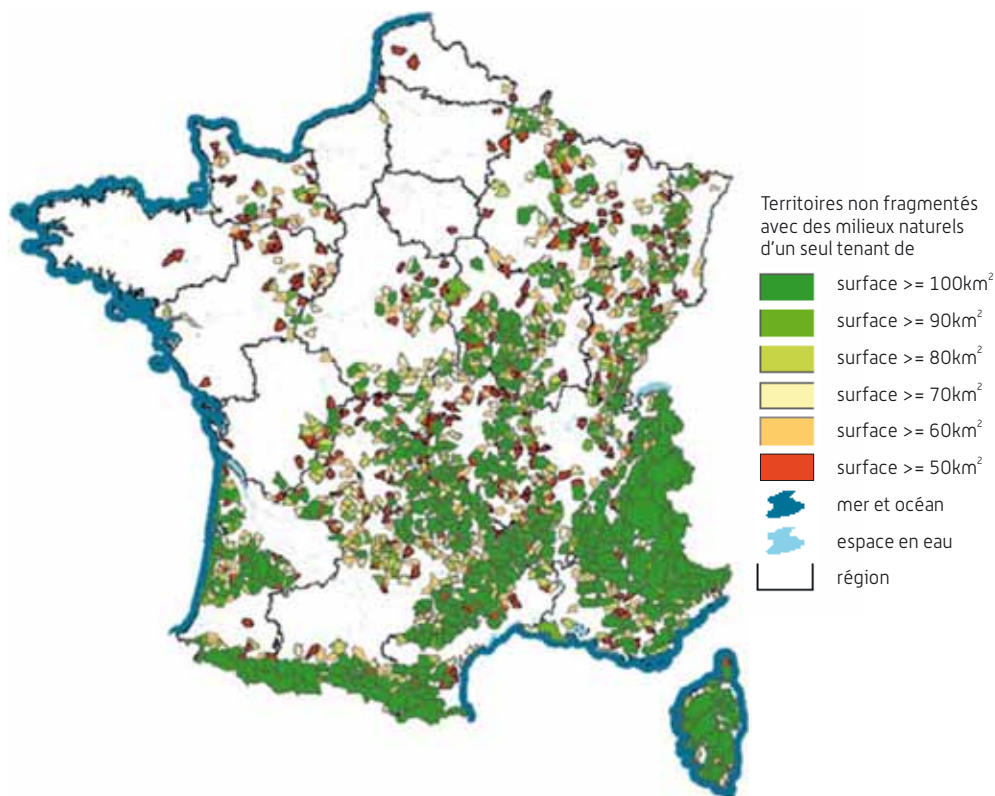 Territoires non fragmentés
avec des milieux naturels
d'un seul tenant de
surface >= 100km²
surface >= 90km²
surface >= 80km²
surface >= 70km²
surface >= 60km²
surface >= 50km²
mer et océan
espace en eau
région